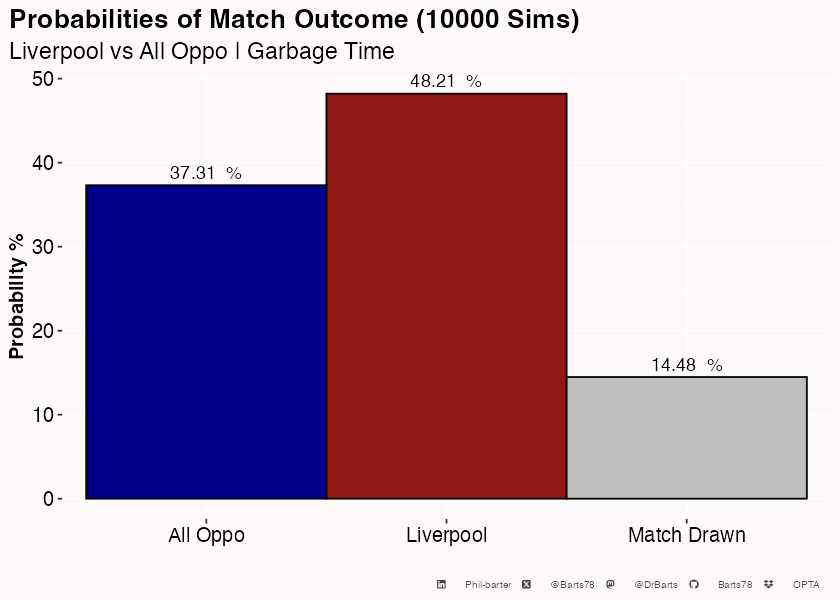 Probabilities of Match Outcome (10000 Sims)
Liverpool vs All Oppo | Garbage Time
50
48.21 %
40
37.31 %
30
20
14.48 %
10
0
Probability %
All Oppo Liverpool Match Drawn
Phil-barter @Barts78 @DrBarts Barts78 OPTA